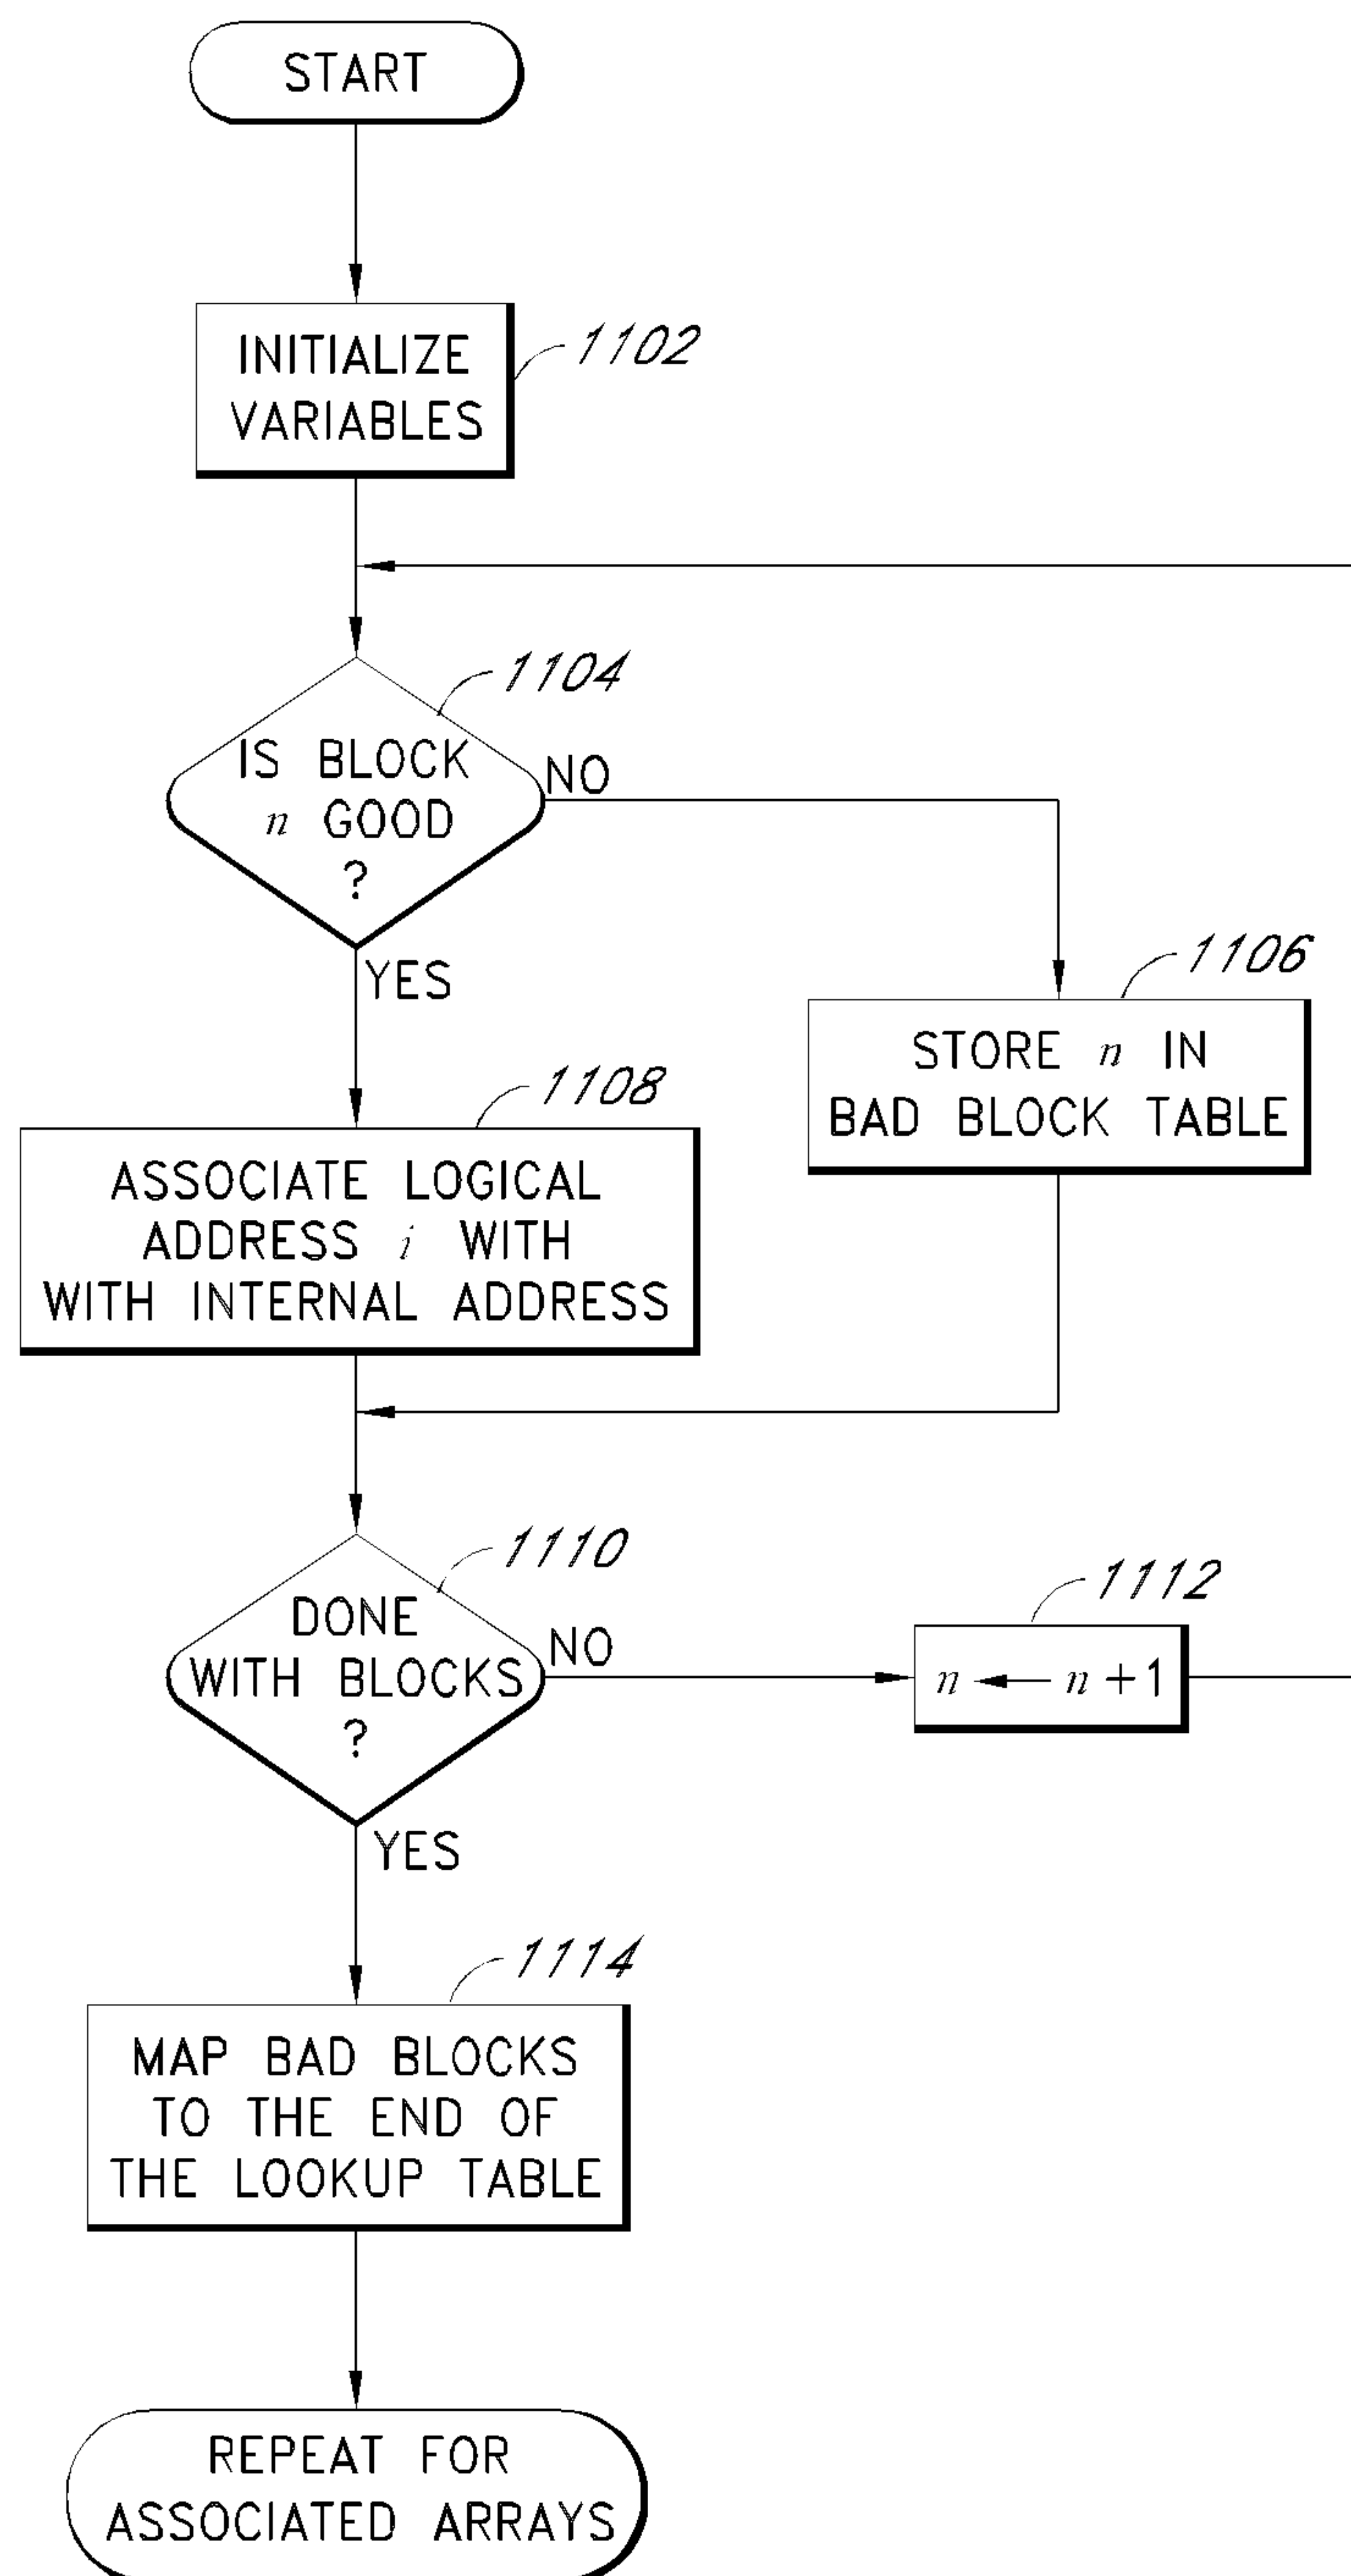 START
INITIALIZE
VARIABLES
1102
1104
IS BLOCK
n GOOD
?
NO
YES
1106
STORE n IN
BAD BLOCK TABLE
1108
ASSOCIATE LOGICAL
ADDRESS i WITH
WITH INTERNAL ADDRESS
1110
DONE
WITH BLOCKS
?
NO
YES
1112
n ← n + 1
1114
MAP BAD BLOCKS
TO THE END OF
THE LOOKUP TABLE
REPEAT FOR
ASSOCIATED ARRAYS